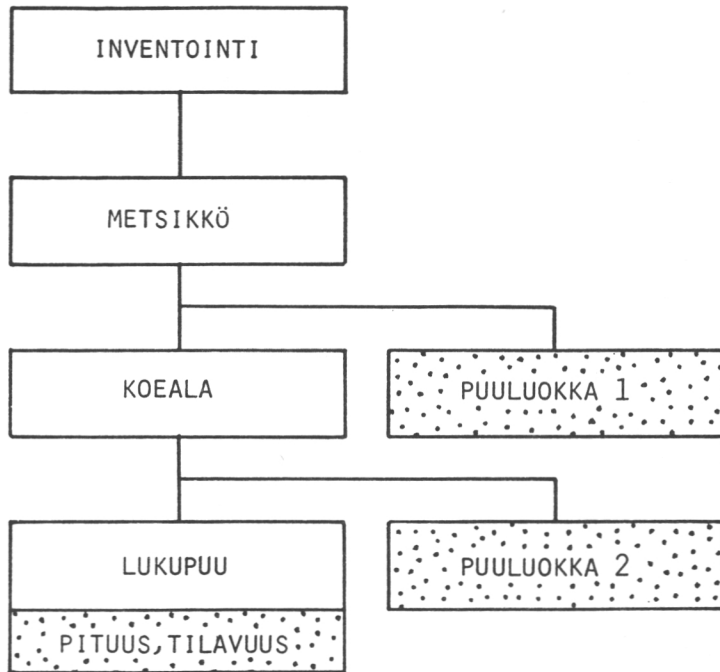 INVENTOINTI
METSIKKÖ
KOEALA
PUULUOKKA 1
LUKUPUU
PUULUOKKA 2
PITUUS, TILAVUUS